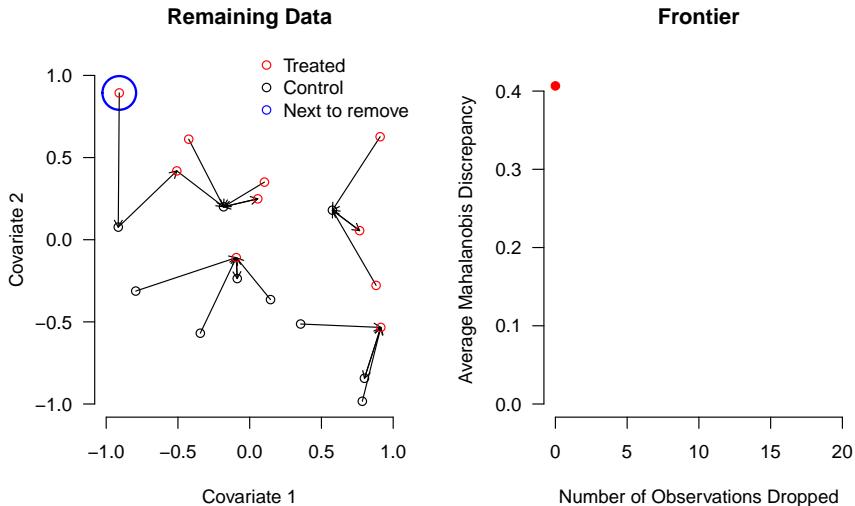 Remaining Data
Treated
Control
Next to remove
1.0
0.5
0.0
−0.5
−1.0
Covariate 2
−1.0
−0.5
0.0
0.5
1.0
Covariate 1
Frontier
0.4
0.3
0.2
0.1
0.0
Average Mahalanobis Discrepancy
0
5
10
15
20
Number of Observations Dropped